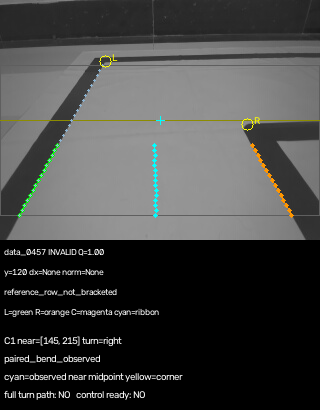 L
R
data_0457 INVALID Q=1.00
y=120 dx=None norm=None
reference_row_not_bracketed
L=green R=orange C=magenta cyan=ribbon
C1 near=[145, 215] turn=right
paired_bend_observed
cyan=observed near midpoint yellow=corner
full turn path: NO control ready: NO